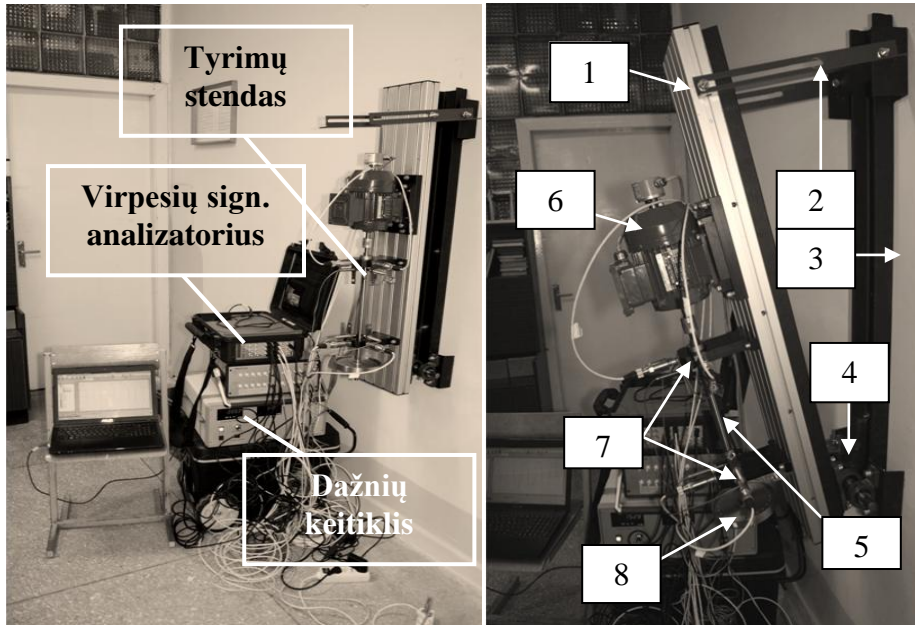 Tyrimų
stendas
Virpesių sign.
analizatorius
Dažnių
keitiklis
1
2
3
4
5
6
7
8